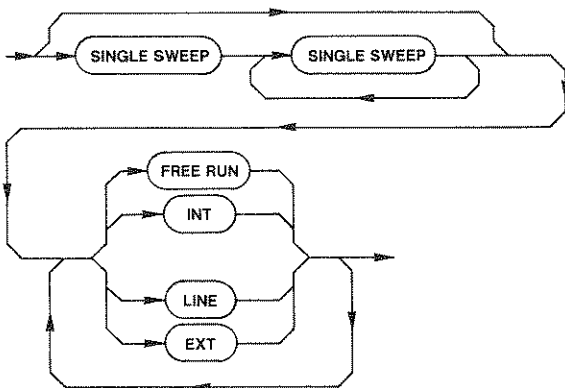 SINGLE SWEEP SINGLE SWEEP
FREE RUN
INT
LINE
EXT